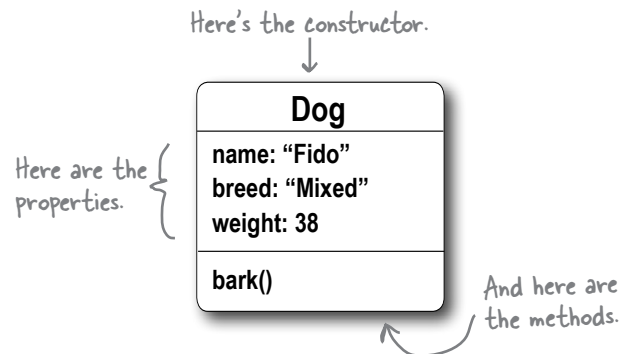 Here's the constructor.
Dog
Here are the
properties.
name: “Fido”
breed: “Mixed”
weight: 38
bark()
And here are
the methods.